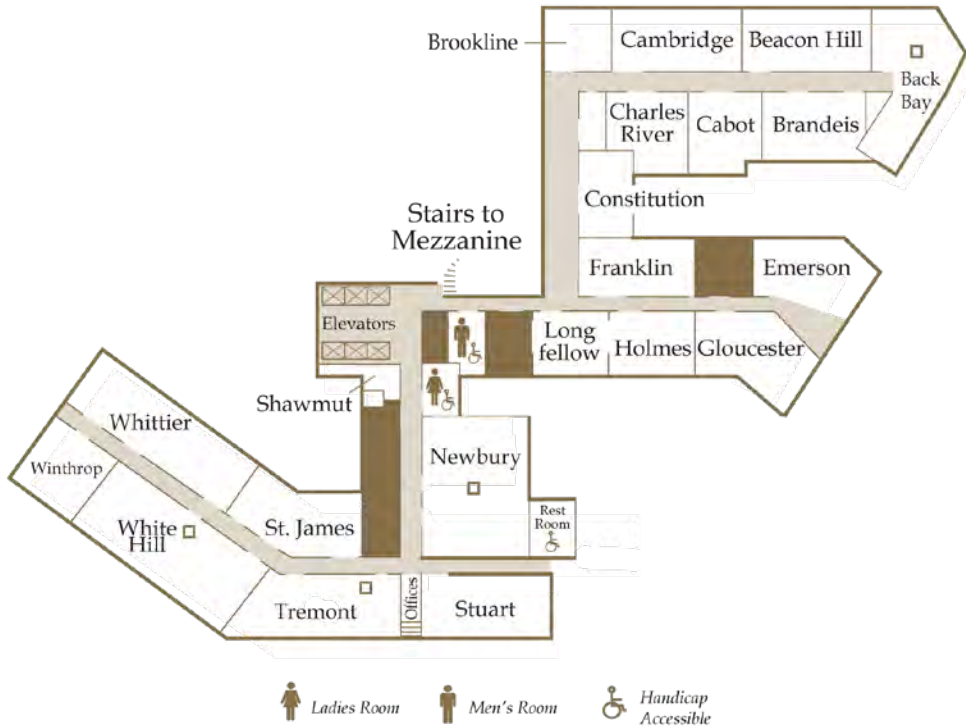 Brookline
Cambridge
Beacon Hill
Back
Bay
Charles
River
Cabot
Brandeis
Constitution
Stairs to
Mezzanine
Franklin
Emerson
Elevators
Long
fellow
Holmes
Gloucester
Shawmut
Whittier
Newbury
Winthrop
White
Hill
St. James
Rest
Room
Tremont
Offices
Stuart
Ladies Room
Men's Room
Handicap
Accessible